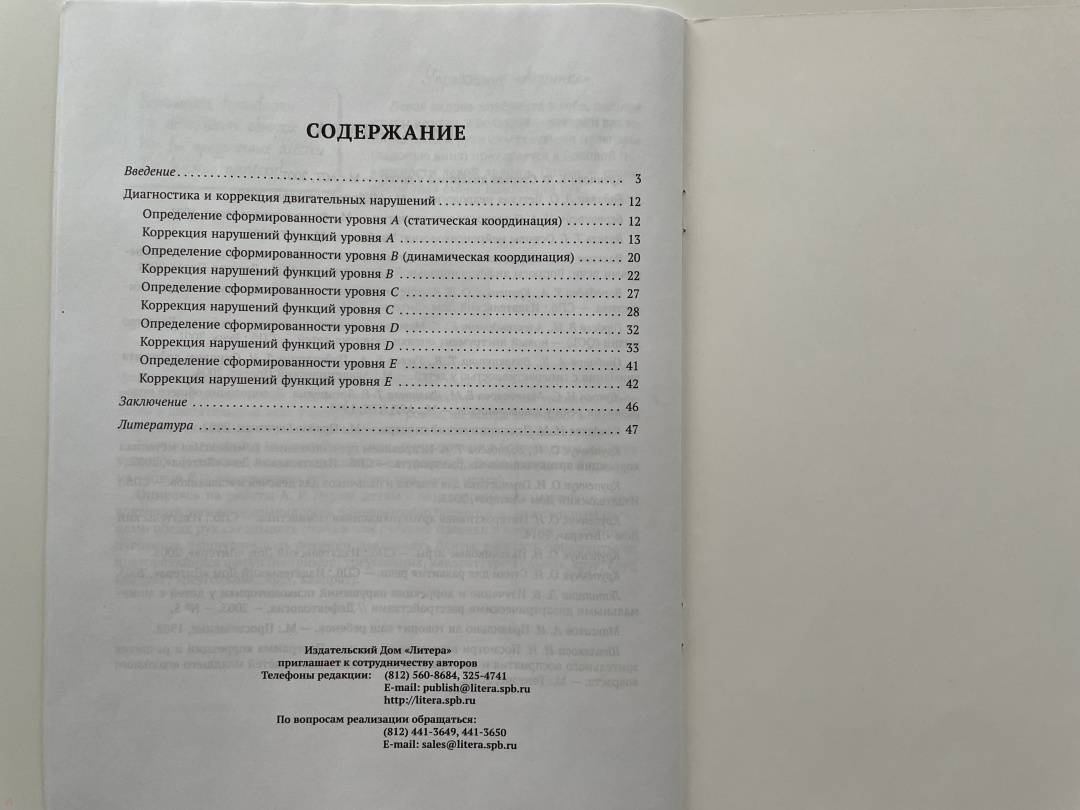 СОДЕРЖАНИЕ
Введение 3
Диагностика и коррекция двигательных нарушений 12
Определение сформированности уровня A (статическая координация) 12
Коррекция нарушений функций уровня A 13
Определение сформированности уровня B (динамическая координация) 20
Коррекция нарушений функций уровня B 22
Определение сформированности уровня C 27
Коррекция нарушений функций уровня C 28
Определение сформированности уровня D 32
Коррекция нарушений функций уровня D 33
Определение сформированности уровня E 41
Коррекция нарушений функций уровня E 42
Заключение 46
Литература 47
Издательский Дом «Литера»
приглашает к сотрудничеству авторов
Телефоны редакции: (812) 560-8684, 325-4741
E-mail: publish@litera.spb.ru
http://litera.spb.ru
По вопросам реализации обращаться:
(812) 441-3649, 441-3650
E-mail: sales@litera.spb.ru